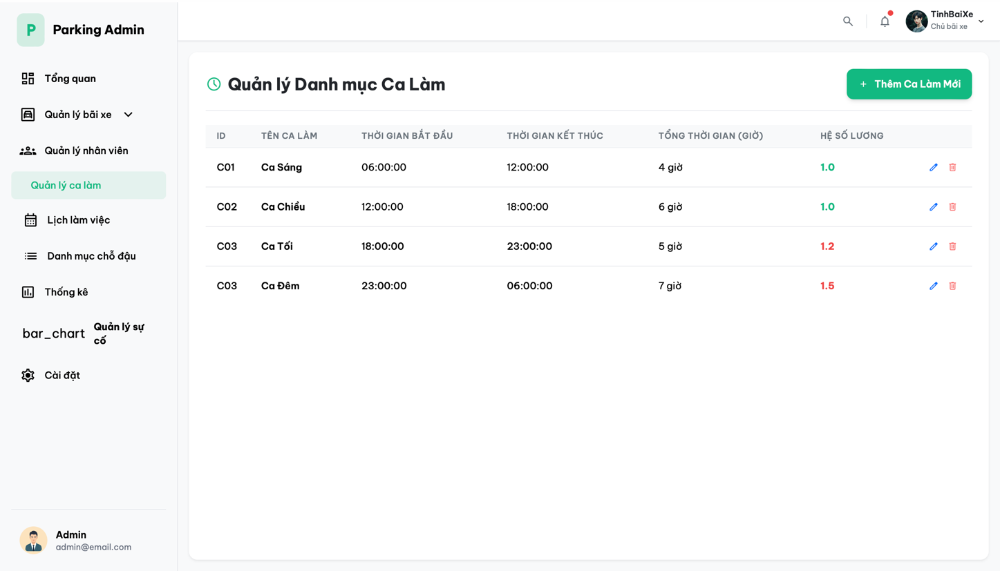 P
Parking Admin
Tổng quan
Quản lý bãi xe
Quản lý nhân viên
Quản lý ca làm
Lịch làm việc
Danh mục chỗ đậu
Thống kê
bar_chart
Quản lý sự
cố
Cài đặt
Admin
admin@email.com
TinhBaiXe
Chủ bãi xe
Quản lý Danh mục Ca Làm
+ Thêm Ca Làm Mới
ID TÊN CA LÀM THỜI GIAN BẮT ĐẦU THỜI GIAN KẾT THÚC TỔNG THỜI GIAN (GIỜ) HỆ SỐ LƯƠNG
C01 Ca Sáng 06:00:00 12:00:00 4 giờ 1.0
C02 Ca Chiều 12:00:00 18:00:00 6 giờ 1.0
C03 Ca Tối 18:00:00 23:00:00 5 giờ 1.2
C03 Ca Đêm 23:00:00 06:00:00 7 giờ 1.5